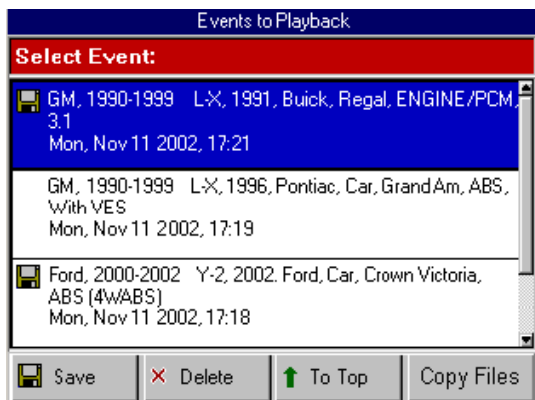 Events to Playback
Select Event:
GM, 1990-1999 L-X, 1991, Buick, Regal, ENGINE/PCM,
3.1
Mon, Nov 11 2002, 17:21
GM, 1990-1999 L-X, 1996, Pontiac, Car, Grand Am, ABS,
With VES
Mon, Nov 11 2002, 17:19
Ford, 2000-2002 Y-2, 2002. Ford, Car, Crown Victoria,
ABS (4WABS)
Mon, Nov 11 2002, 17:18
Save Delete To Top Copy Files